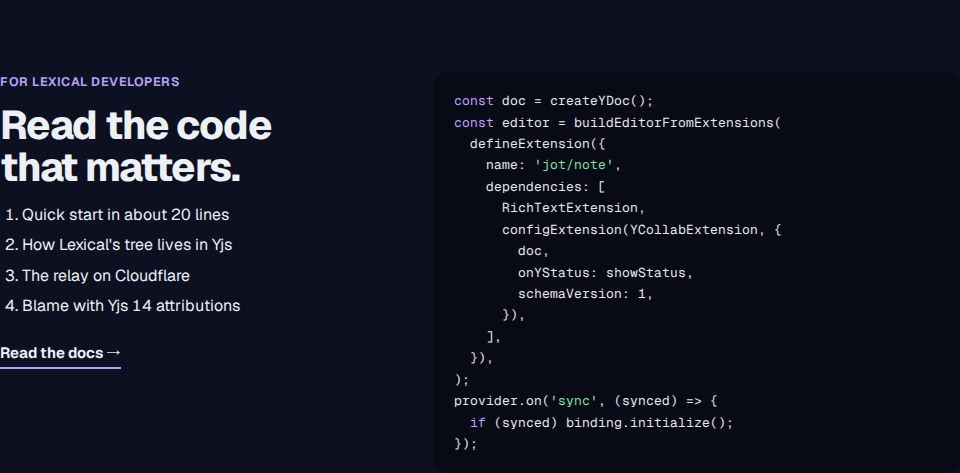 FOR LEXICAL DEVELOPERS
Read the code
that matters.
1. Quick start in about 20 lines
2. How Lexical's tree lives in Yjs
3. The relay on Cloudflare
4. Blame with Yjs 14 attributions
Read the docs →
const doc = createYDoc();
const editor = buildEditorFromExtensions(
  defineExtension({
    name: 'jot/note',
    dependencies: [
      RichTextExtension,
      configExtension(YCollabExtension, {
        doc,
        onYStatus: showStatus,
        schemaVersion: 1,
      }),
    ],
  }),
);
provider.on('sync', (synced) => {
  if (synced) binding.initialize();
});